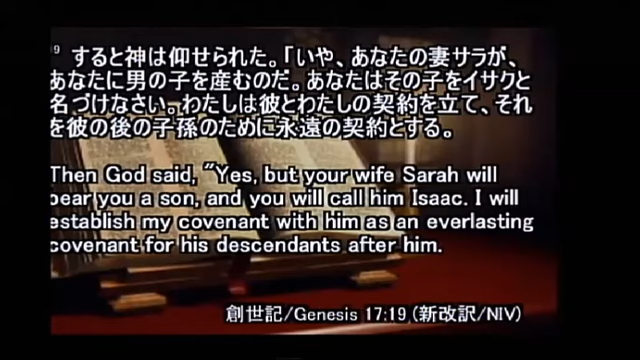 19 すると神は仰せられた。「いや、あなたの妻サラが、
あなたに男の子を産むのだ。あなたはその子をイサクと
名づけなさい。わたしは彼とわたしの契約を立て、それ
を彼の後の子孫のために永遠の契約とする。
Then God said, "Yes, but your wife Sarah will
bear you a son, and you will call him Isaac. I will
establish my covenant with him as an everlasting
covenant for his descendants after him.
創世記/Genesis 17:19 (新改訳/NIV)